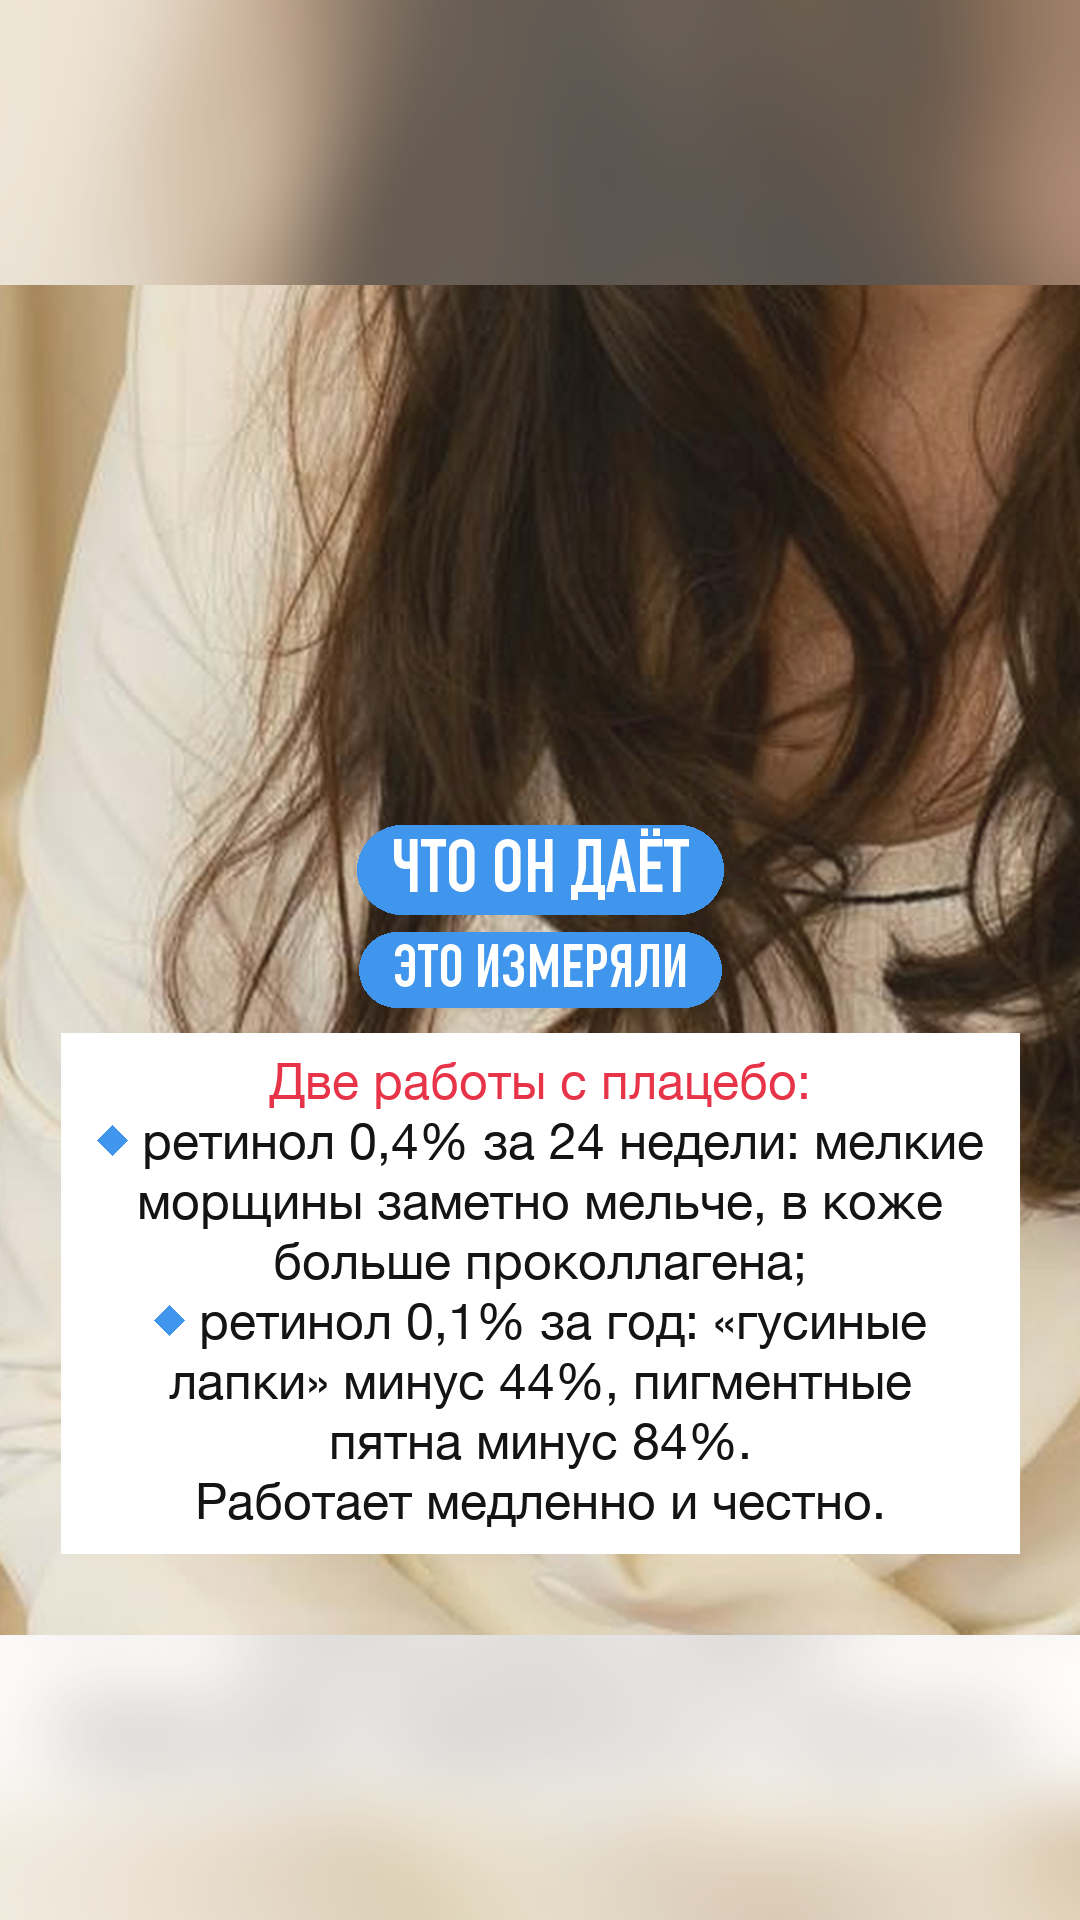 ЧТО ОН ДАЁТ
ЭТО ИЗМЕРЯЛИ
Две работы с плацебо:
🔷 ретинол 0,4% за 24 недели: мелкие
морщины заметно мельче, в коже
больше проколлагена;
🔷 ретинол 0,1% за год: «гусиные
лапки» минус 44%, пигментные
пятна минус 84%.
Работает медленно и честно.